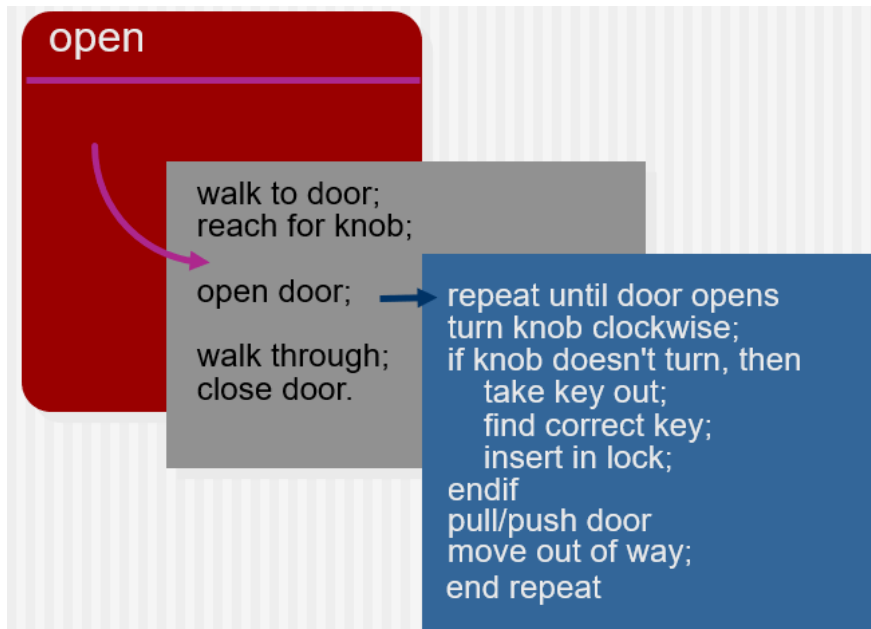 open
walk to door;
reach for knob;
open door;
walk through;
close door.
repeat until door opens
turn knob clockwise;
if knob doesn't turn, then
take key out;
find correct key;
insert in lock;
endif
pull/push door
move out of way;
end repeat